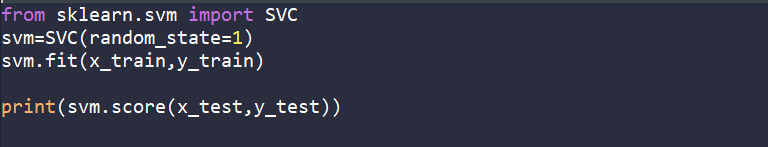 from sklearn.svm import SVC
svm=SVC(random_state=1)
svm.fit(x_train,y_train)
print(svm.score(x_test,y_test))